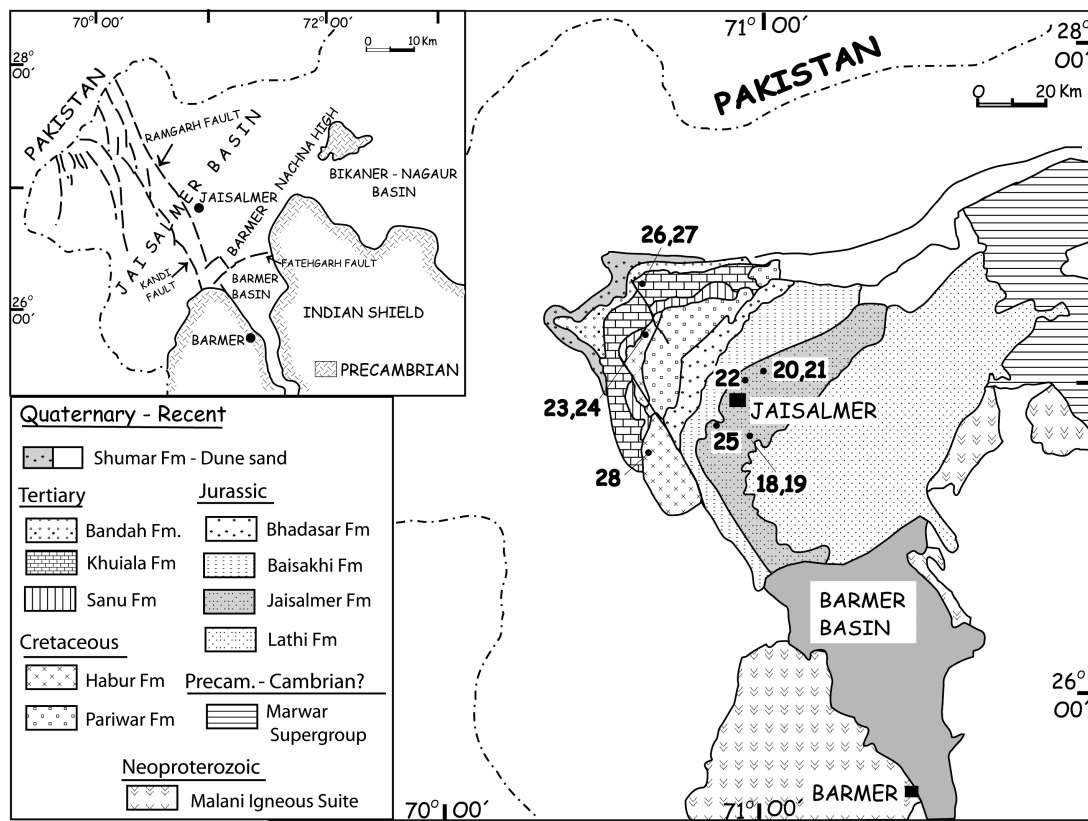 70° 00′
72° 00′
0 10 Km
28° 00′
PAKISTAN
RAMGARH FAULT
JAISALMER BASIN
BARMER NACHNA HIGH
BIKANER - NAGAUR
BASIN
JAISALMER
KANDI
FAULT
FATEHGARH FAULT
BARMER
BASIN
26° 00′
INDIAN SHIELD
BARMER
PRECAMBRIAN
71° 00′
28° 00′
PAKISTAN
0 20 Km
26,27
20,21
22
JAISALMER
23,24
25
28
18,19
BARMER
BASIN
26° 00′
BARMER
70° 00′
71° 00′
Quaternary - Recent
Shumar Fm - Dune sand
Tertiary
Bandah Fm.
Khuiala Fm
Sanu Fm
Cretaceous
Habur Fm
Pariwar Fm
Jurassic
Bhadasar Fm
Baisakhi Fm
Jaisalmer Fm
Lathi Fm
Precam. - Cambrian?
Marwar
Supergroup
Neoproterozoic
Malani Igneous Suite